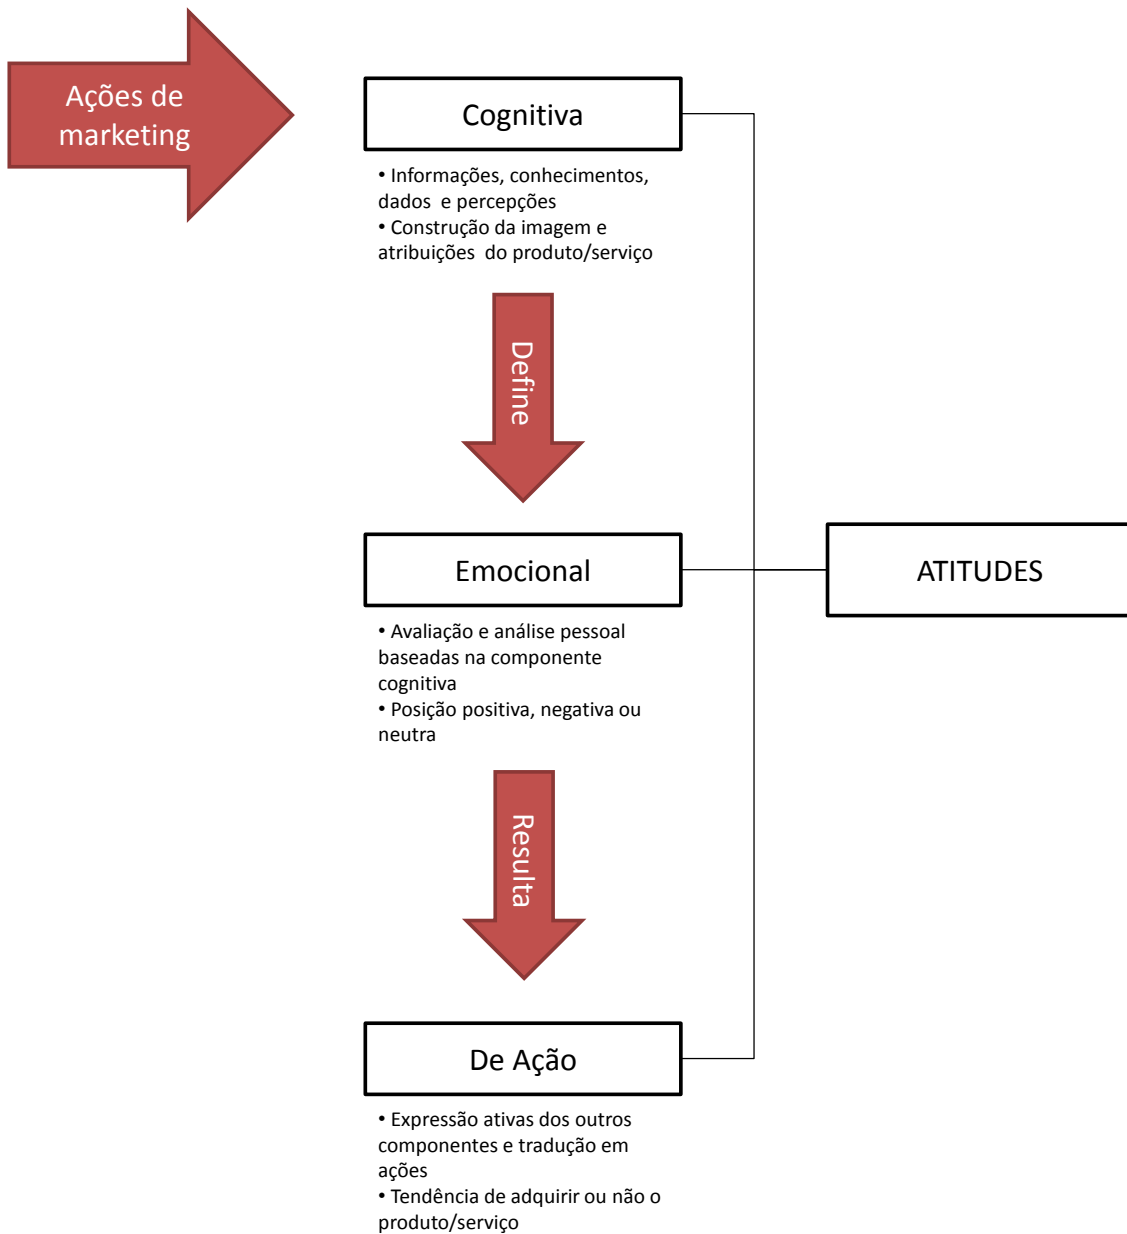 Ações de
marketing
Cognitiva
• Informações, conhecimentos,
dados e percepções
• Construção da imagem e
atribuições do produto/serviço
Define
Emocional
ATITUDES
• Avaliação e análise pessoal
baseadas na componente
cognitiva
• Posição positiva, negativa ou
neutra
Resulta
De Ação
• Expressão ativas dos outros
componentes e tradução em
ações
• Tendência de adquirir ou não o
produto/serviço